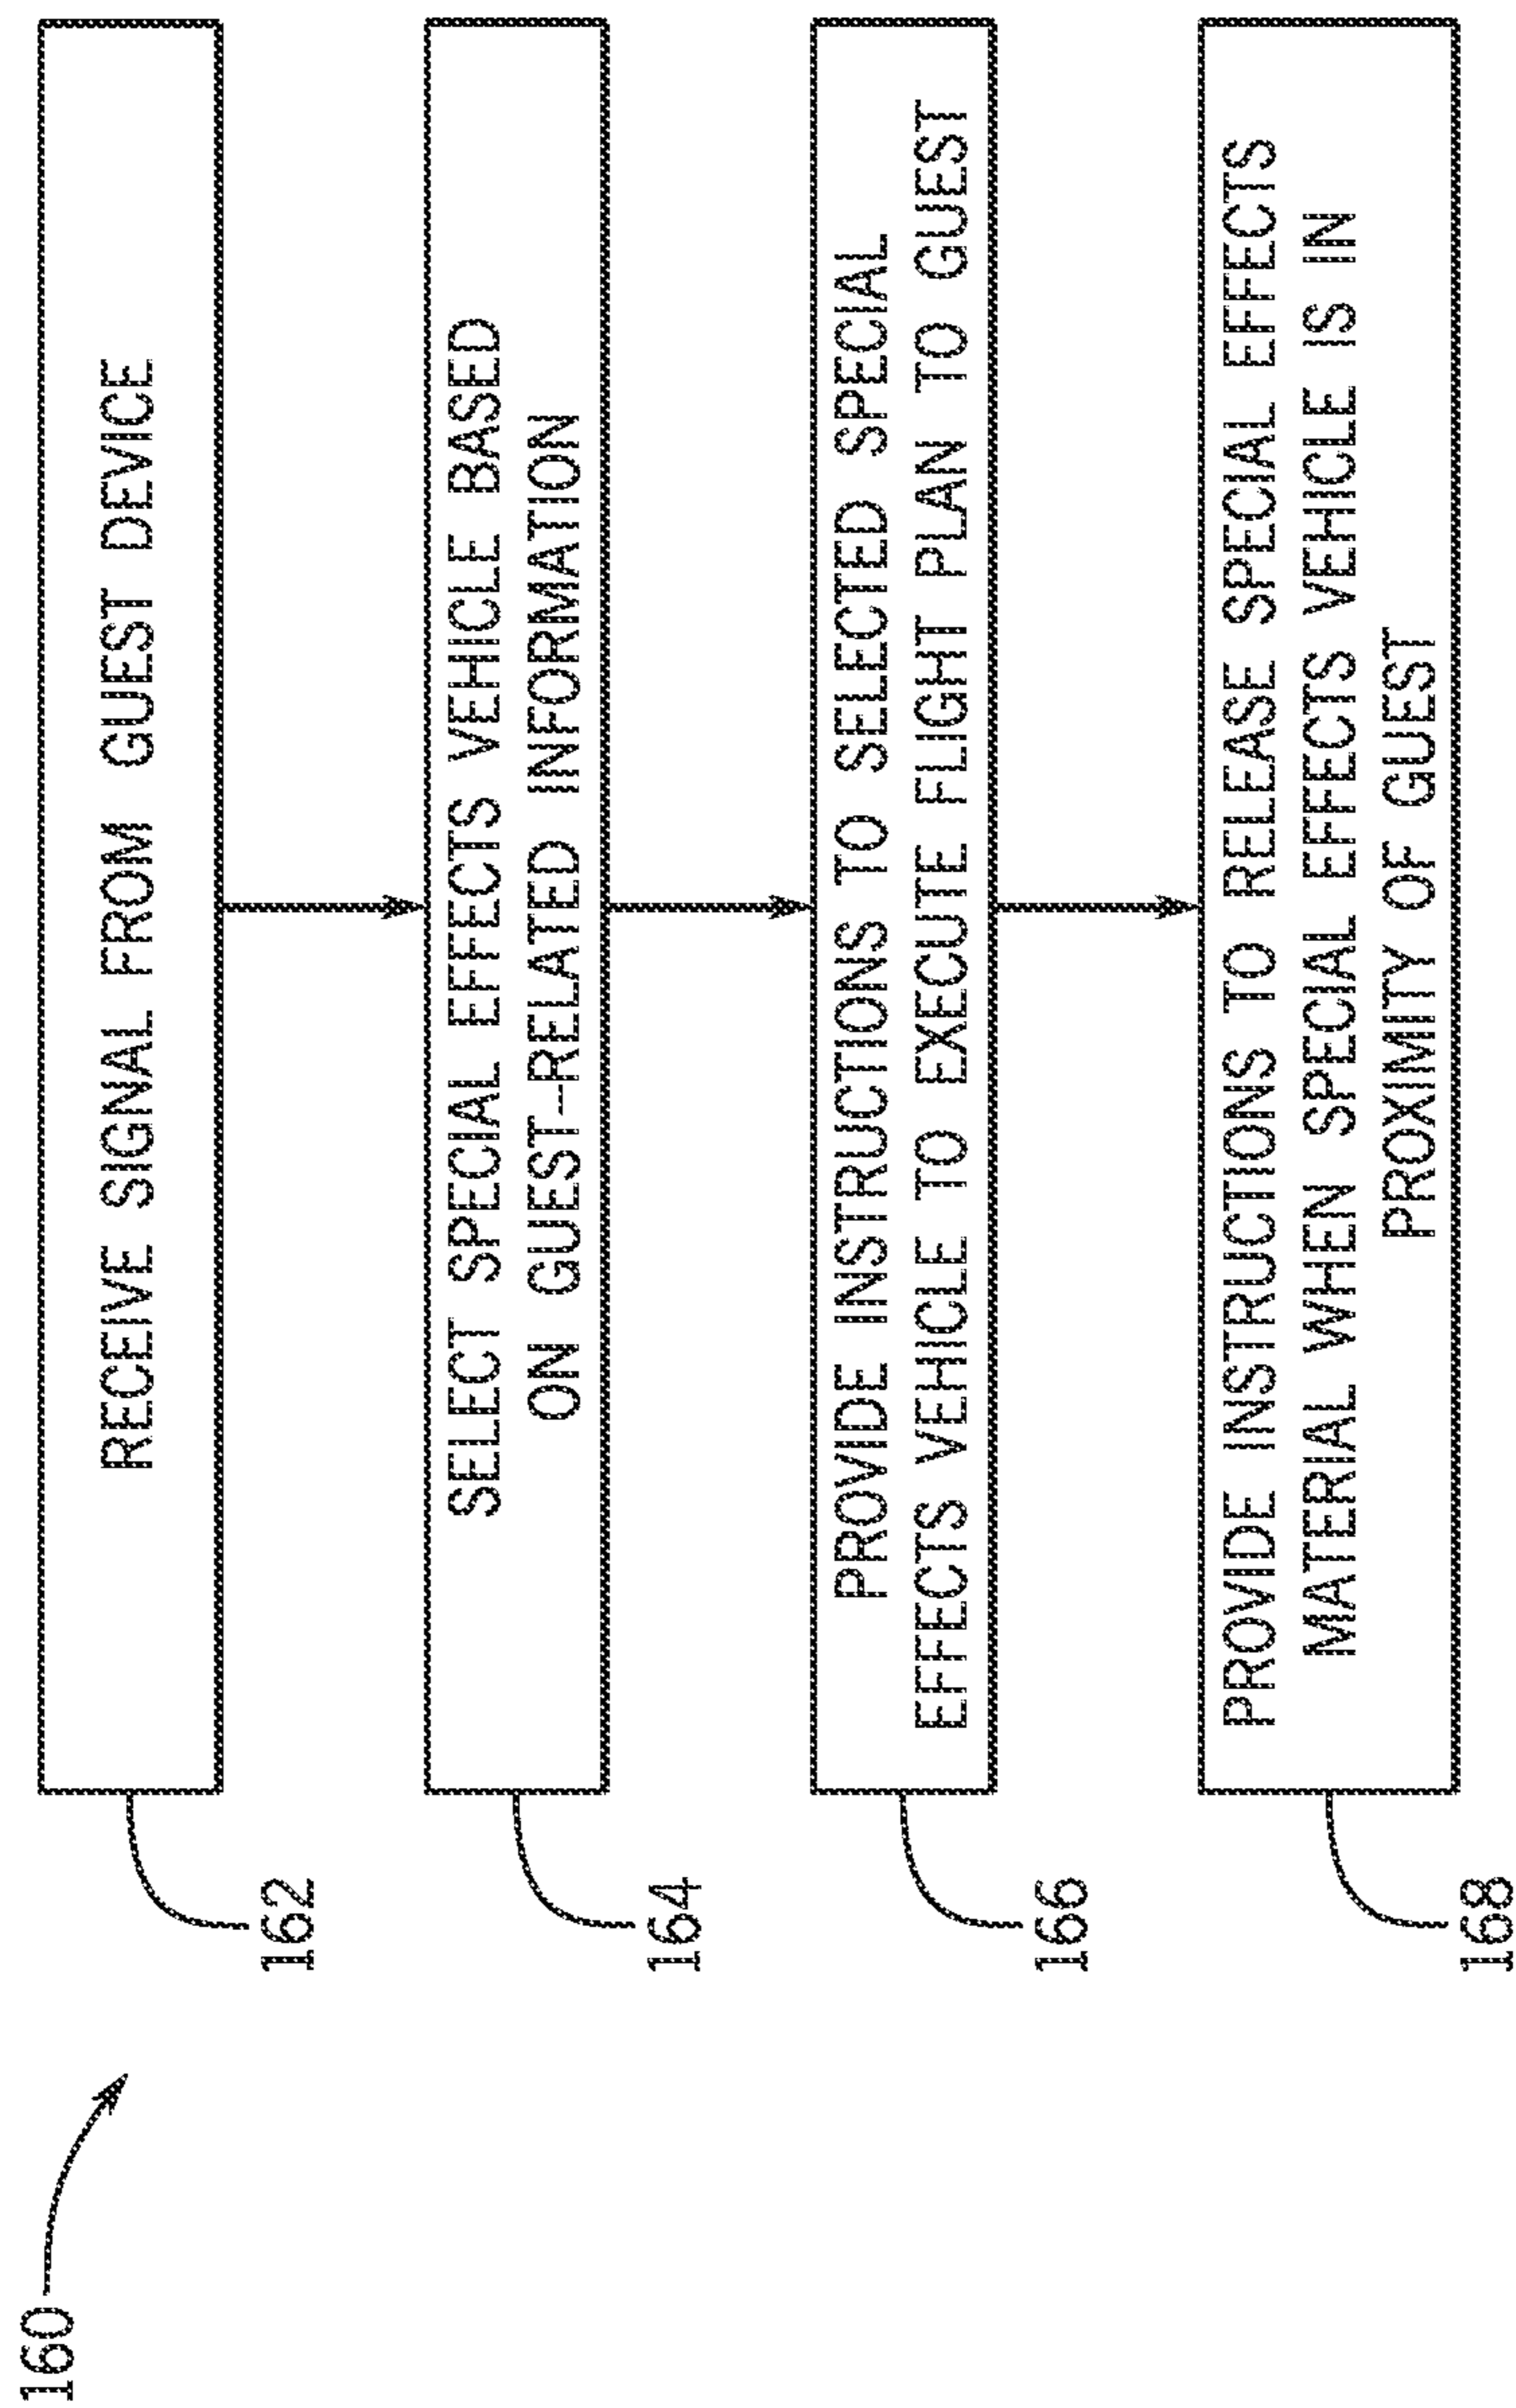 160
RECEIVE SIGNAL FROM GUEST DEVICE
162
SELECT SPECIAL EFFECTS VEHICLE BASED
ON GUEST-RELATED INFORMATION
164
PROVIDE INSTRUCTIONS TO SELECTED SPECIAL
EFFECTS VEHICLE TO EXECUTE FLIGHT PLAN TO GUEST
166
PROVIDE INSTRUCTIONS TO RELEASE SPECIAL EFFECTS
MATERIAL WHEN SPECIAL EFFECTS VEHICLE IS IN
PROXIMITY OF GUEST
168